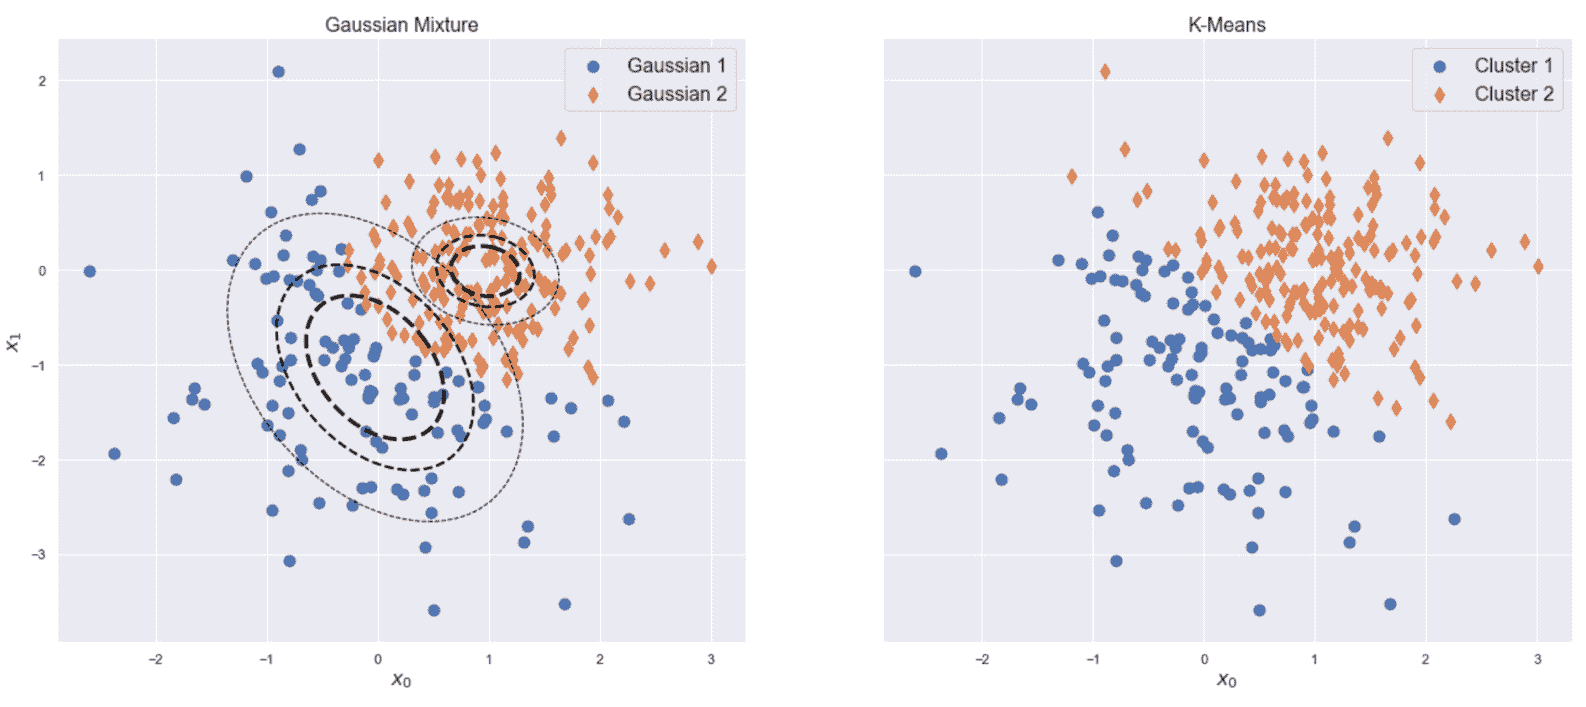 Gaussian Mixture
Gaussian 1
Gaussian 2
2
1
0
−1
−2
−3
x₁
−2 −1 0 1 2 3
x₀
K-Means
Cluster 1
Cluster 2
−2 −1 0 1 2 3
x₀